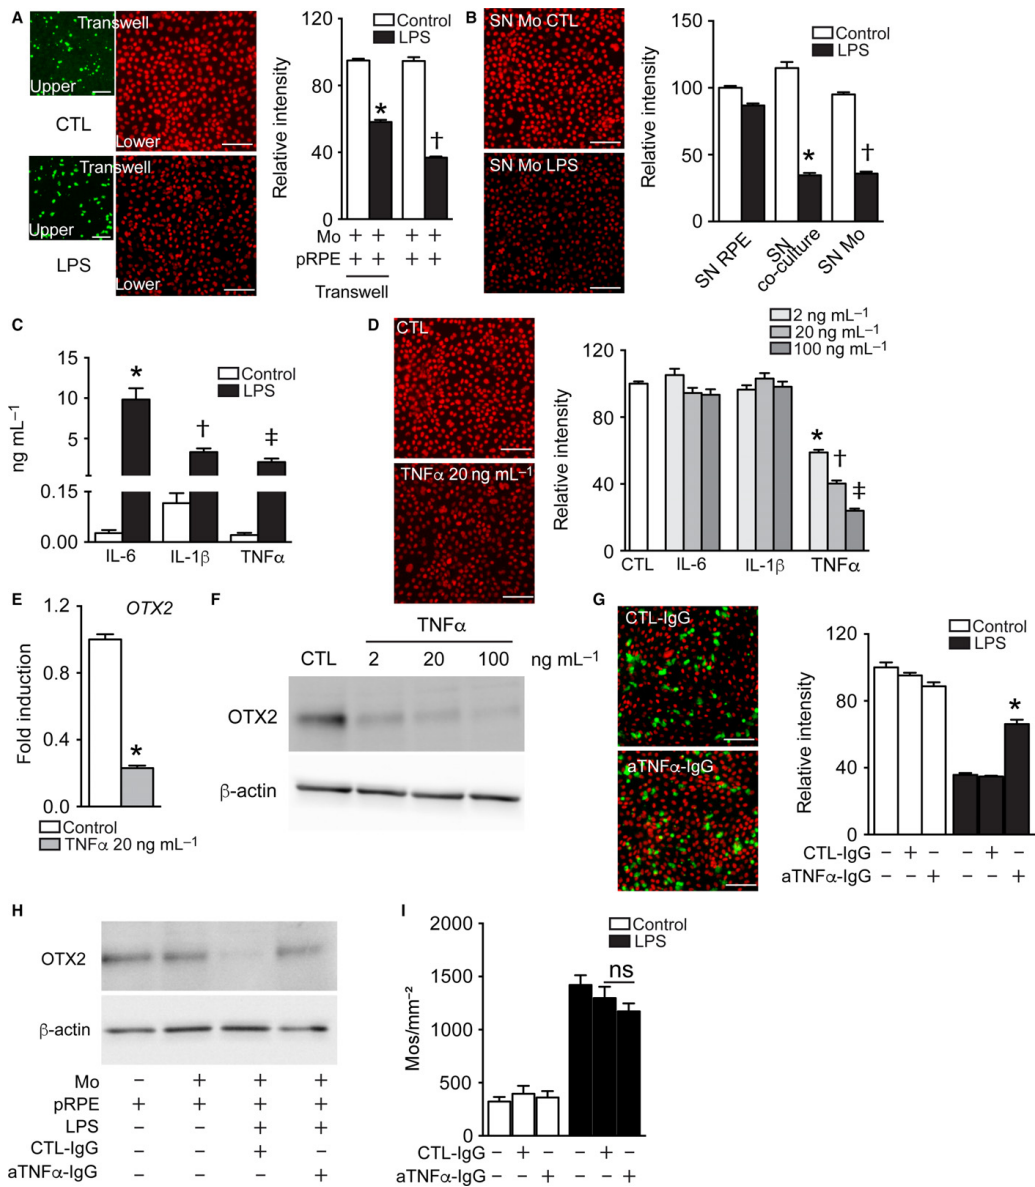 A
Transwell
Upper
CTL
Lower
Transwell
Upper
LPS
Lower
Control
LPS
Relative intensity
120
80
40
0
*
†
Mo + + + +
pRPE + + + +
Transwell
B
SN Mo CTL
SN Mo LPS
Control
LPS
Relative intensity
150
100
50
0
*
†
SN RPE
SN co-culture
SN Mo
C
Control
LPS
ng mL−1
15
10
5
0.15
0.00
*
†
‡
IL-6 IL-1β TNFα
D
CTL
TNFα 20 ng mL−1
2 ng mL−1
20 ng mL−1
100 ng mL−1
Relative intensity
120
80
40
0
*
†
‡
CTL IL-6 IL-1β TNFα
E
OTX2
Fold induction
1.2
0.8
0.4
0.0
*
Control
TNFα 20 ng mL−1
F
TNFα
CTL 2 20 100 ng mL−1
OTX2
β-actin
G
CTL-IgG
aTNFα-IgG
Control
LPS
Relative intensity
120
80
40
0
*
CTL-IgG − + − − + −
aTNFα-IgG − − + − − +
H
OTX2
β-actin
Mo − + + +
pRPE + + + +
LPS − − + +
CTL-IgG − − + −
aTNFα-IgG − − − +
I
Control
LPS
Mos/mm−2
2000
1500
1000
500
0
ns
CTL-IgG − + − − + −
aTNFα-IgG − − + − − +